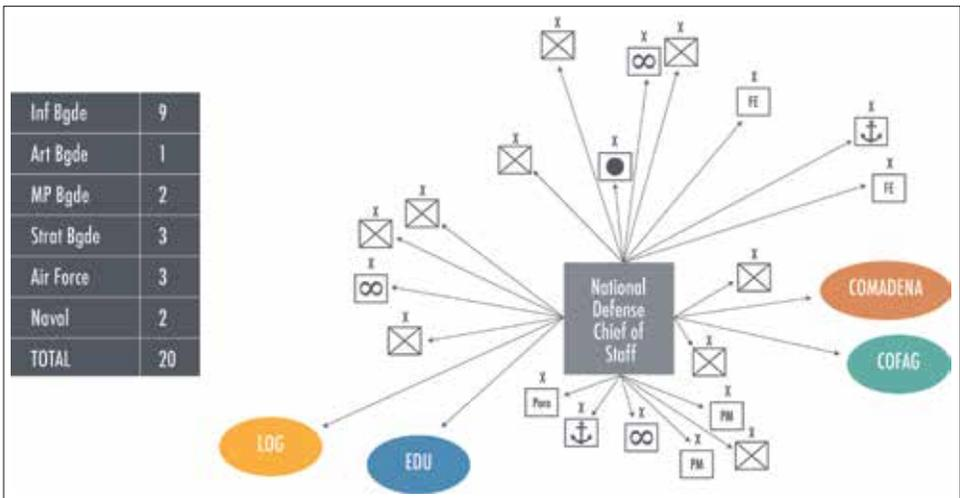 Inf Bgde 9
Art Bgde 1
MP Bgde 2
Strat Bgde 3
Air Force 3
Naval 2
TOTAL 20
X
X
X
X
FE
X
X
FE
X
X
X
X
X
X
X
National
Defense
Chief of
Staff
COMADENA
COFAG
X
X
Para
X
X
X
PM
X
PM
X
LOG
EDU